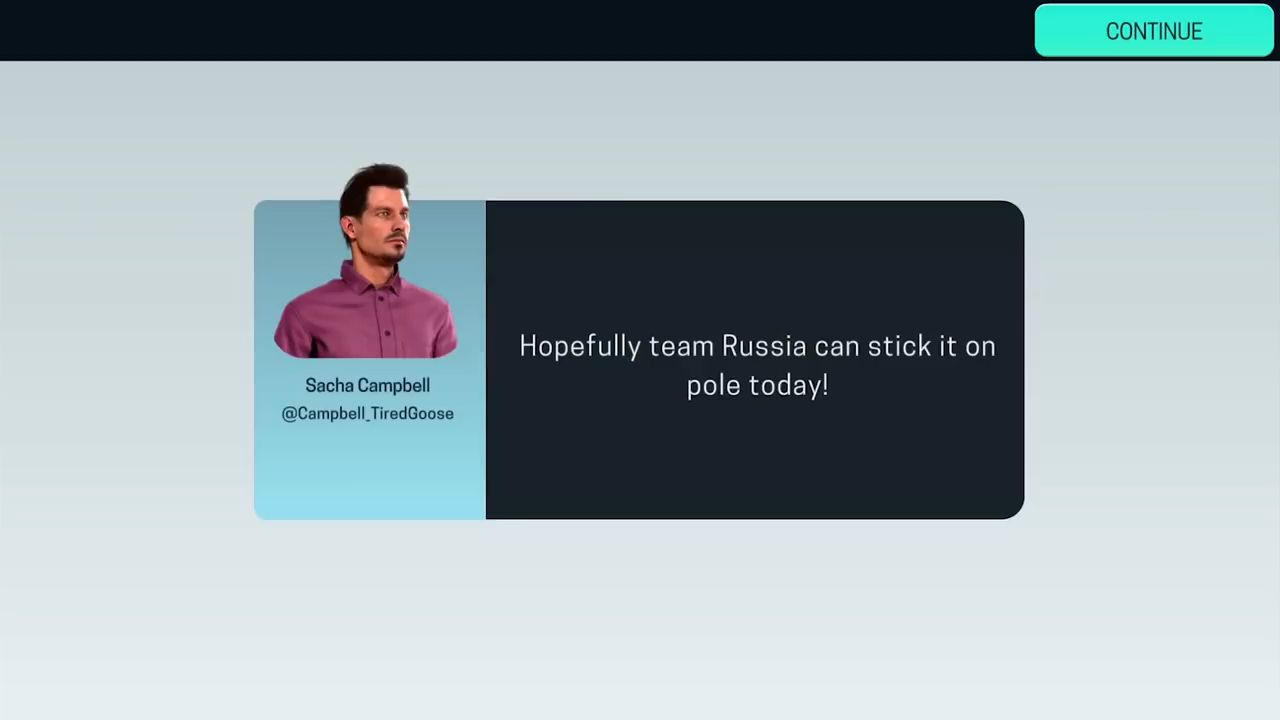 CONTINUE
Hopefully team Russia can stick it on
pole today!
Sacha Campbell
@Campbell_TiredGoose